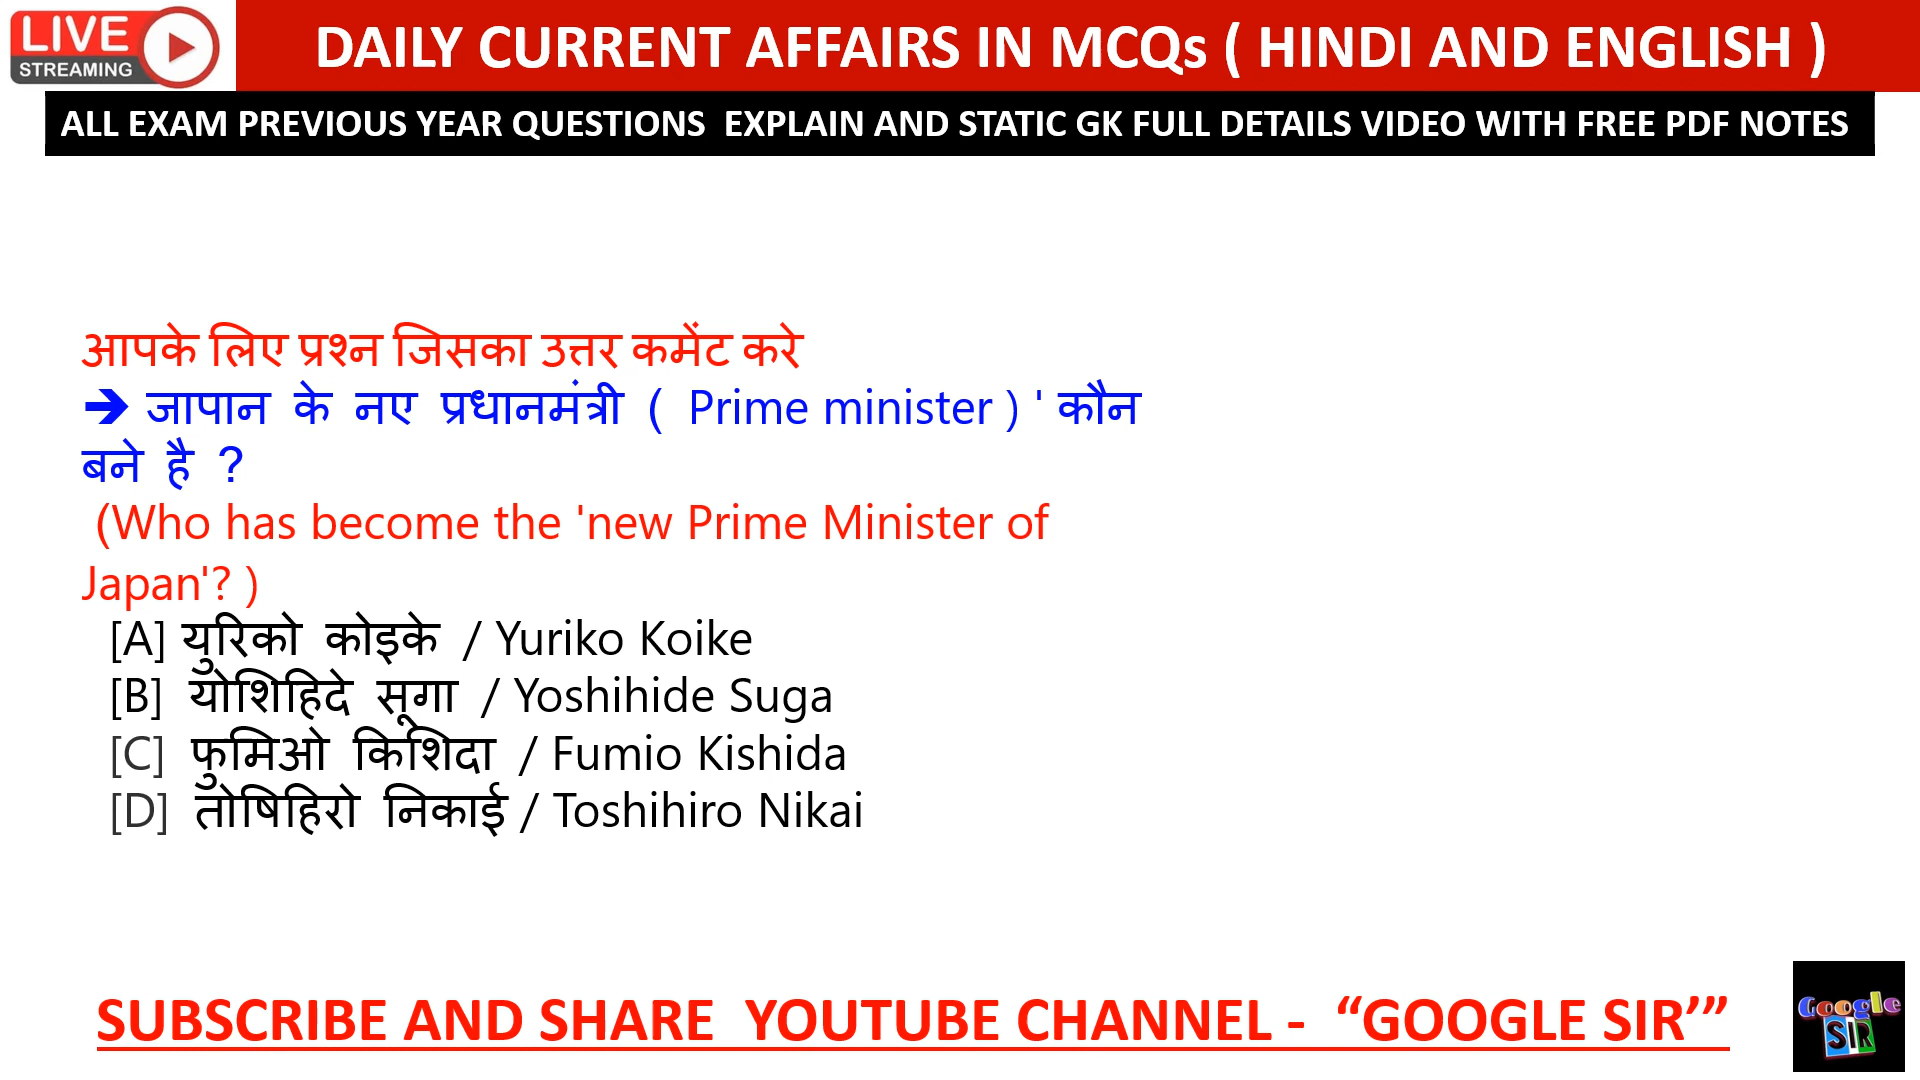 LIVE
STREAMING
DAILY CURRENT AFFAIRS IN MCQs ( HINDI AND ENGLISH )
ALL EXAM PREVIOUS YEAR QUESTIONS EXPLAIN AND STATIC GK FULL DETAILS VIDEO WITH FREE PDF NOTES
आपके लिए प्रश्न जिसका उत्तर कमेंट करे
➔ जापान के नए प्रधानमंत्री ( Prime minister ) ' कौन
बने है ?
(Who has become the 'new Prime Minister of
Japan'? )
[A] युरिको कोइके / Yuriko Koike
[B] योशिहिदे सूगा / Yoshihide Suga
[C] फुमिओ किशिदा / Fumio Kishida
[D] तोषिहिरो निकाई / Toshihiro Nikai
SUBSCRIBE AND SHARE YOUTUBE CHANNEL - “GOOGLE SIR’”
Google
SIR